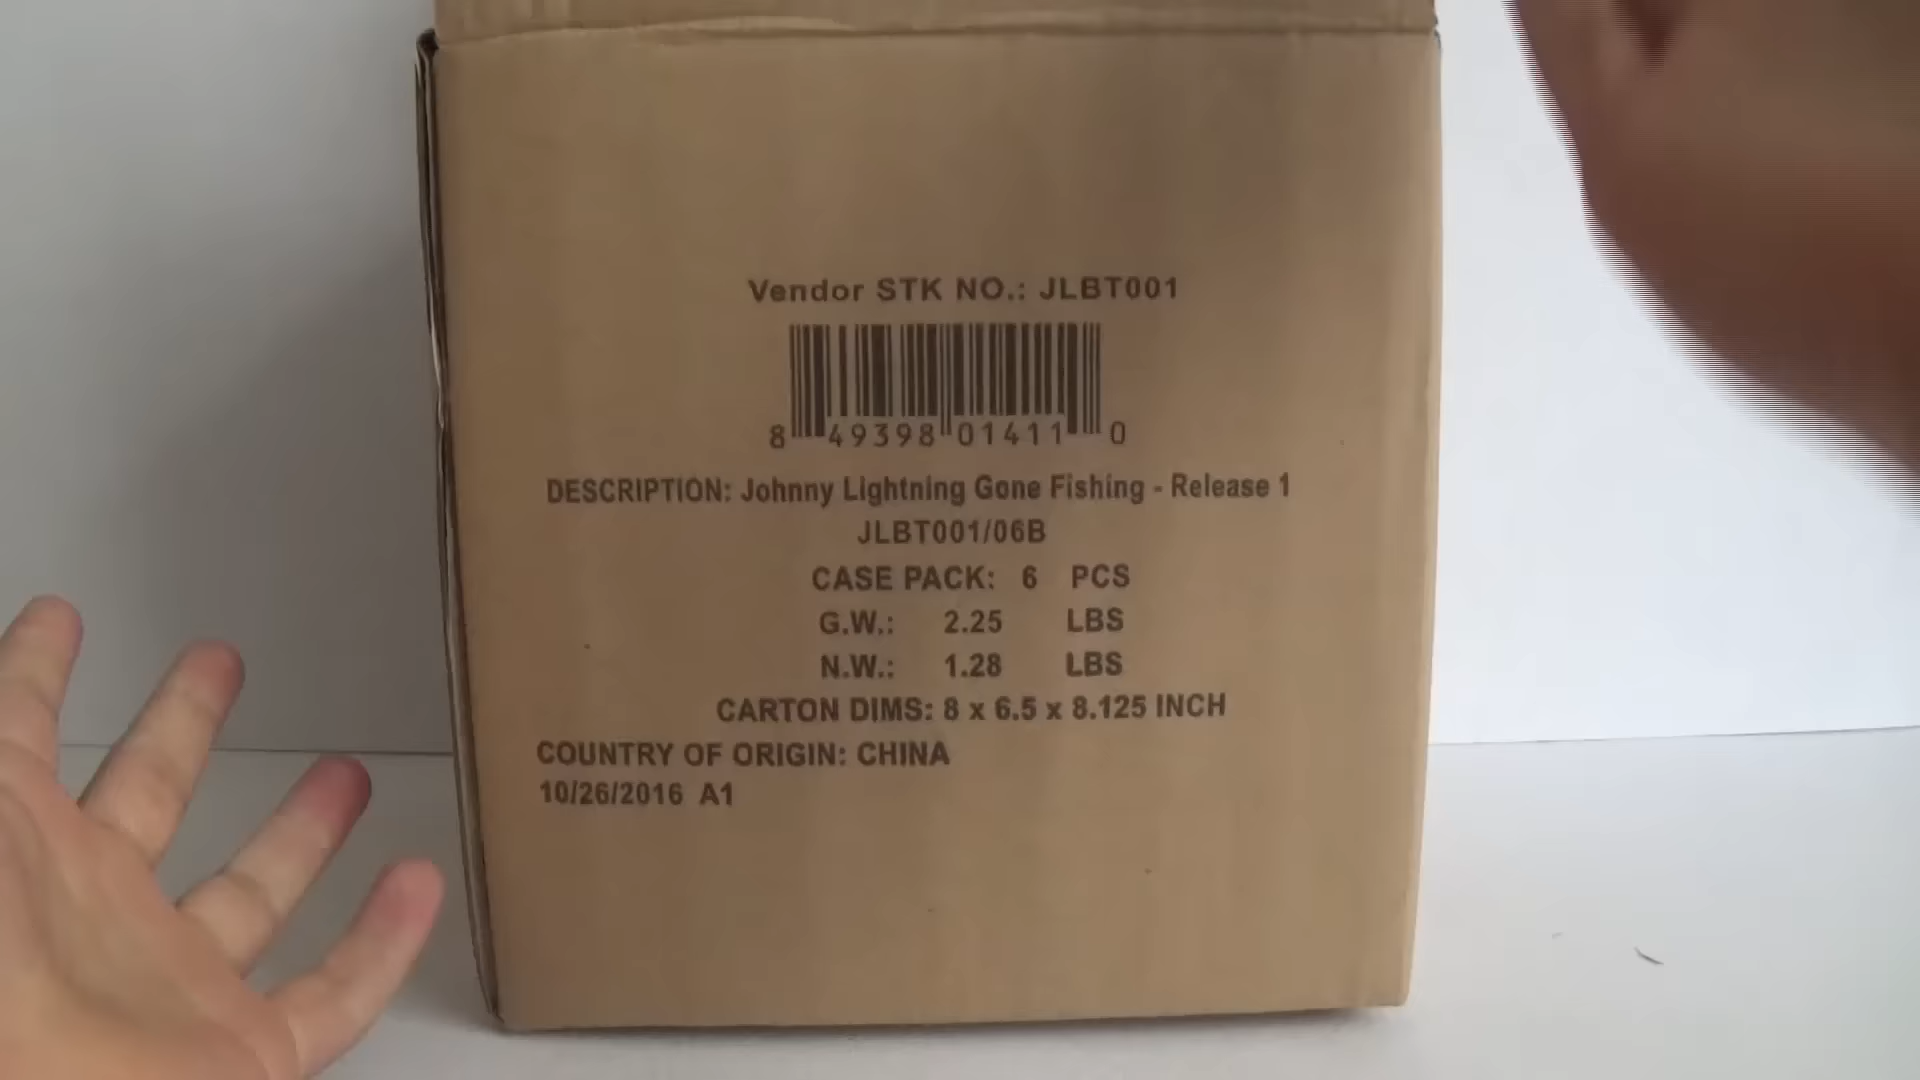 Vendor STK NO.: JLBT001
8 49398 01411 0
DESCRIPTION: Johnny Lightning Gone Fishing - Release 1
JLBT001/06B
CASE PACK: 6 PCS
G.W.: 2.25 LBS
N.W.: 1.28 LBS
CARTON DIMS: 8 x 6.5 x 8.125 INCH
COUNTRY OF ORIGIN: CHINA
10/26/2016 A1